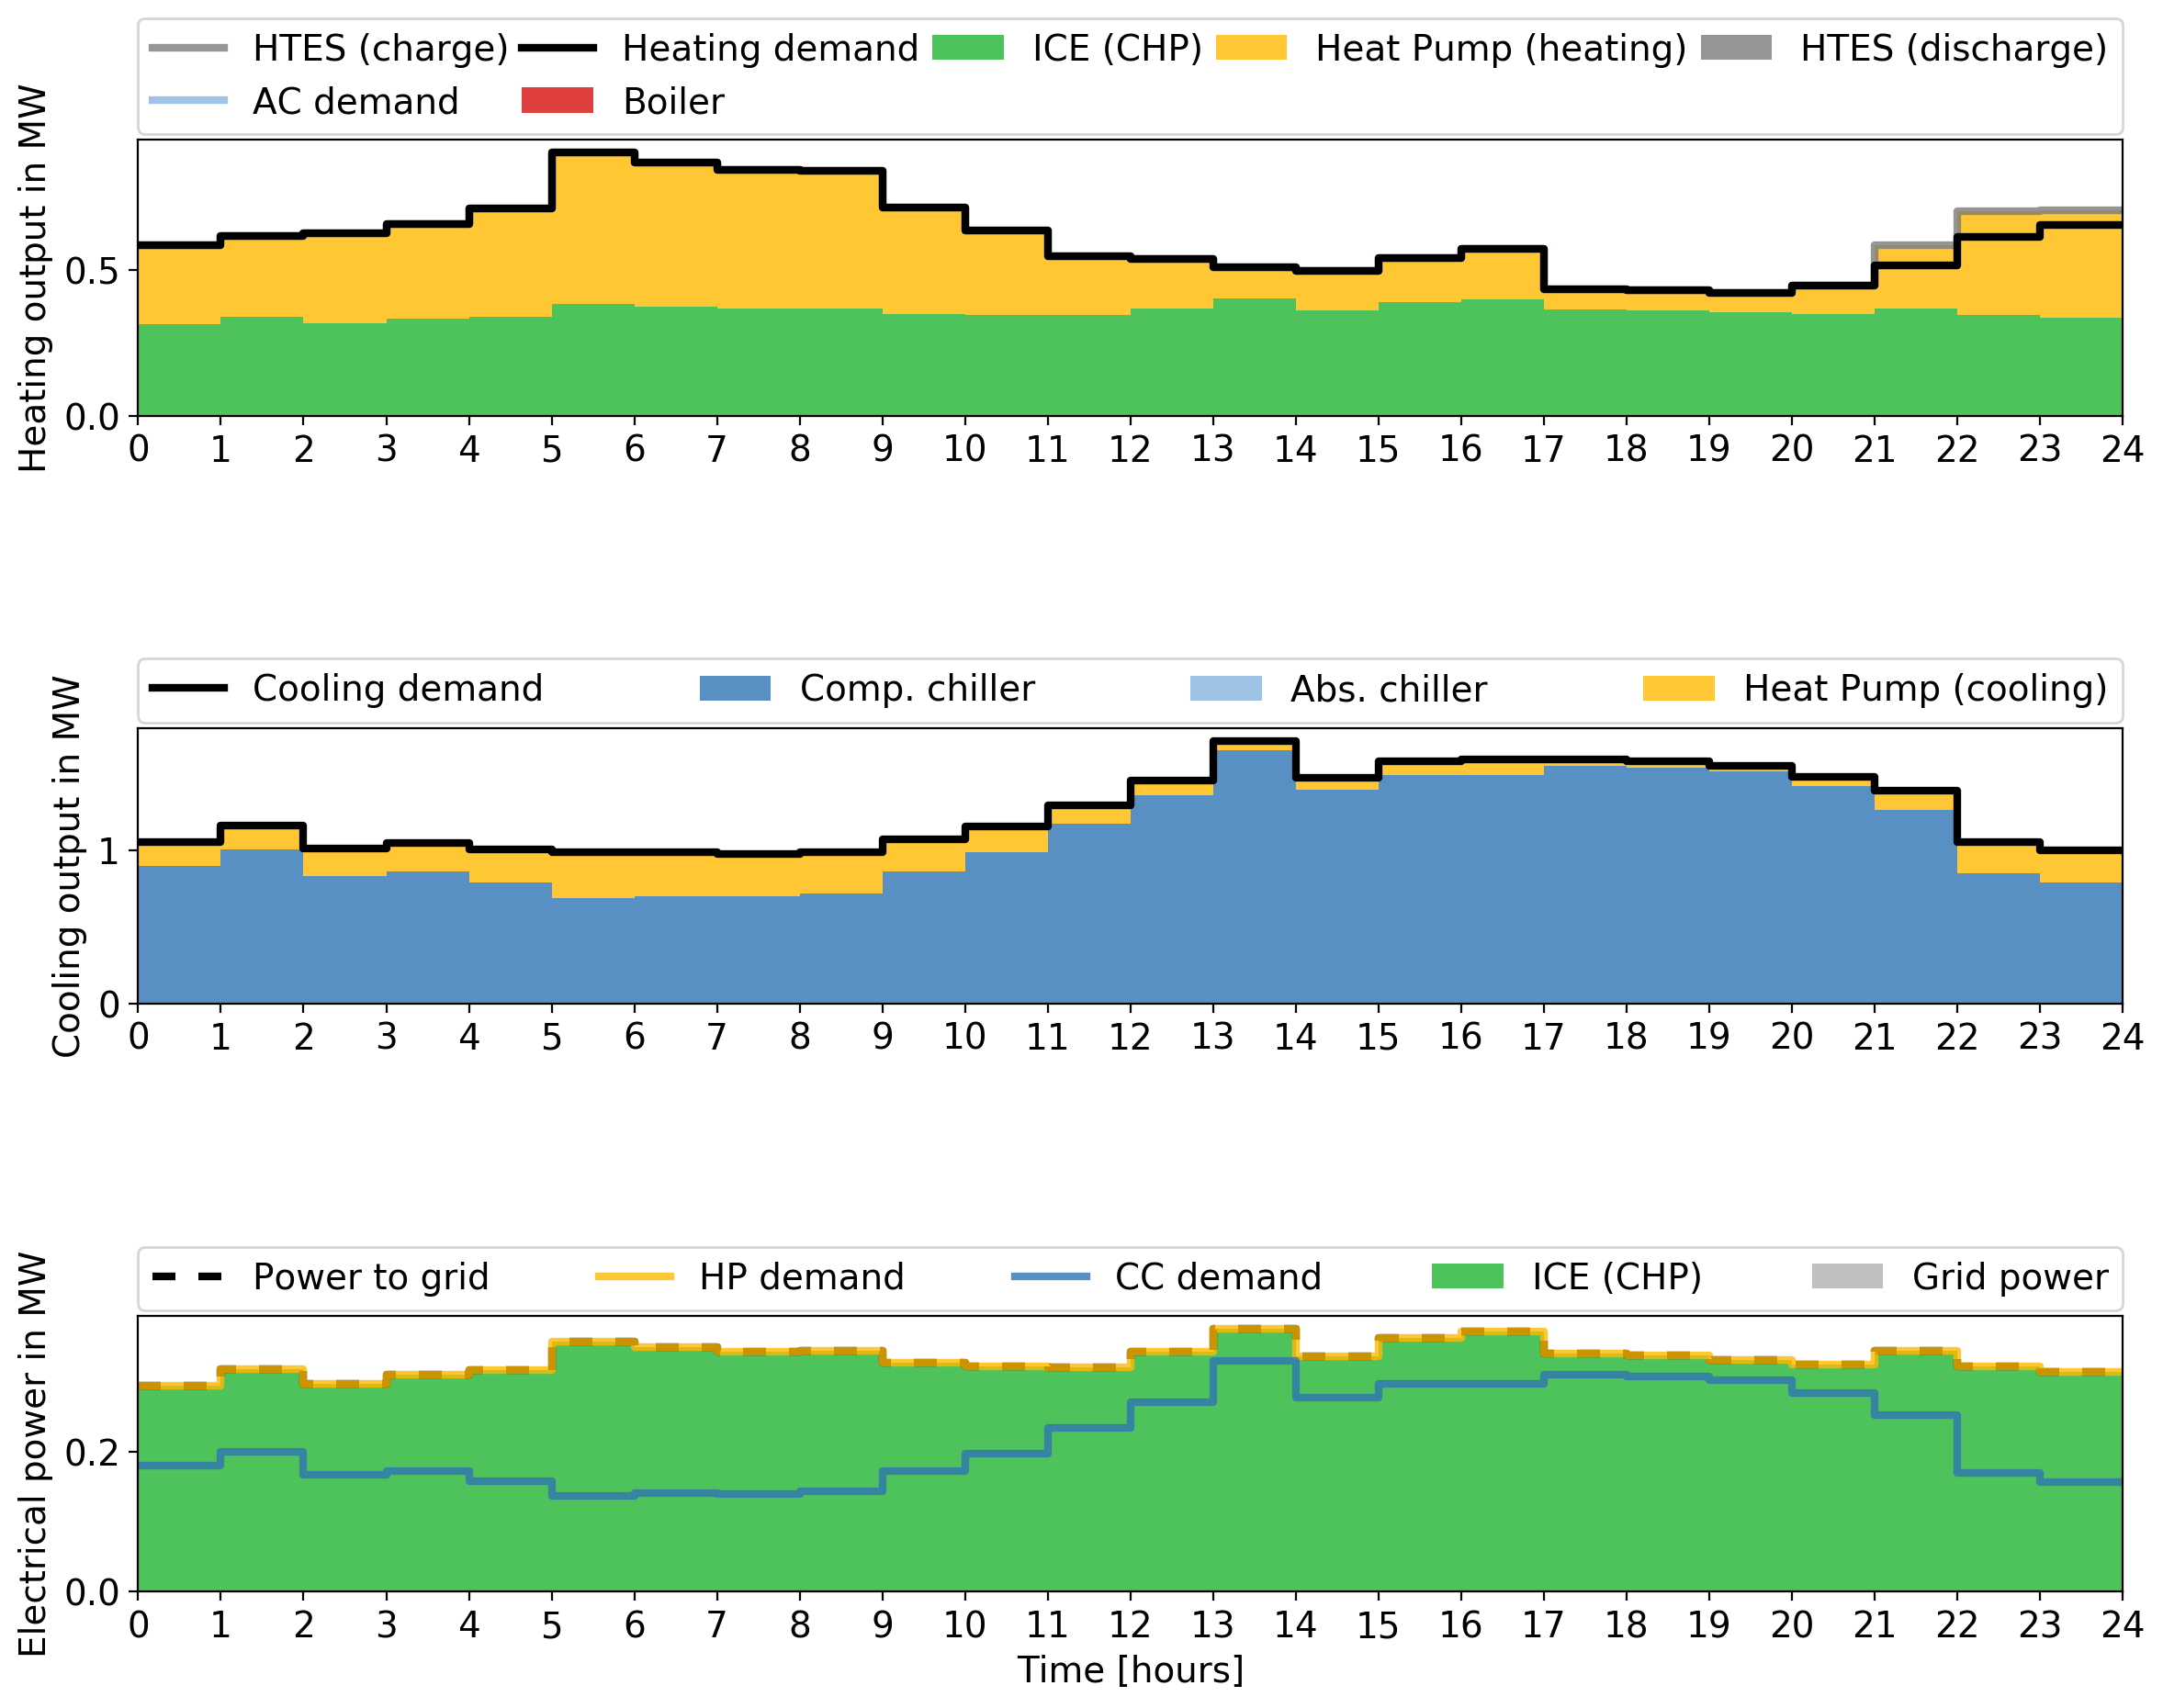 HTES (charge) Heating demand ICE (CHP) Heat Pump (heating) HTES (discharge)
AC demand Boiler
Heating output in MW
0.5
0.0
0 1 2 3 4 5 6 7 8 9 10 11 12 13 14 15 16 17 18 19 20 21 22 23 24
Cooling demand Comp. chiller Abs. chiller Heat Pump (cooling)
Cooling output in MW
1
0
0 1 2 3 4 5 6 7 8 9 10 11 12 13 14 15 16 17 18 19 20 21 22 23 24
Power to grid HP demand CC demand ICE (CHP) Grid power
Electrical power in MW
0.2
0.0
0 1 2 3 4 5 6 7 8 9 10 11 12 13 14 15 16 17 18 19 20 21 22 23 24
Time [hours]